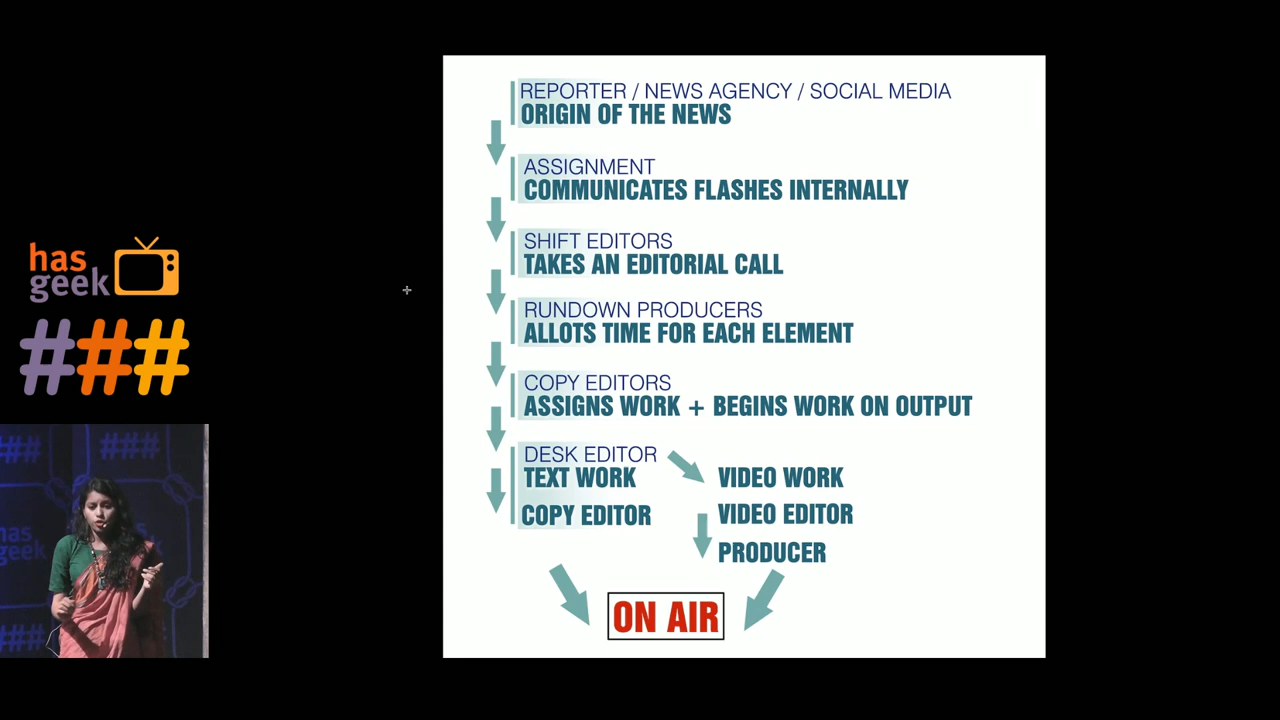 REPORTER / NEWS AGENCY / SOCIAL MEDIA
ORIGIN OF THE NEWS
ASSIGNMENT
COMMUNICATES FLASHES INTERNALLY
SHIFT EDITORS
TAKES AN EDITORIAL CALL
RUNDOWN PRODUCERS
ALLOTS TIME FOR EACH ELEMENT
COPY EDITORS
ASSIGNS WORK + BEGINS WORK ON OUTPUT
DESK EDITOR
TEXT WORK
COPY EDITOR
VIDEO WORK
VIDEO EDITOR
PRODUCER
ON AIR
has
geek
###
###
###
has
geek
###